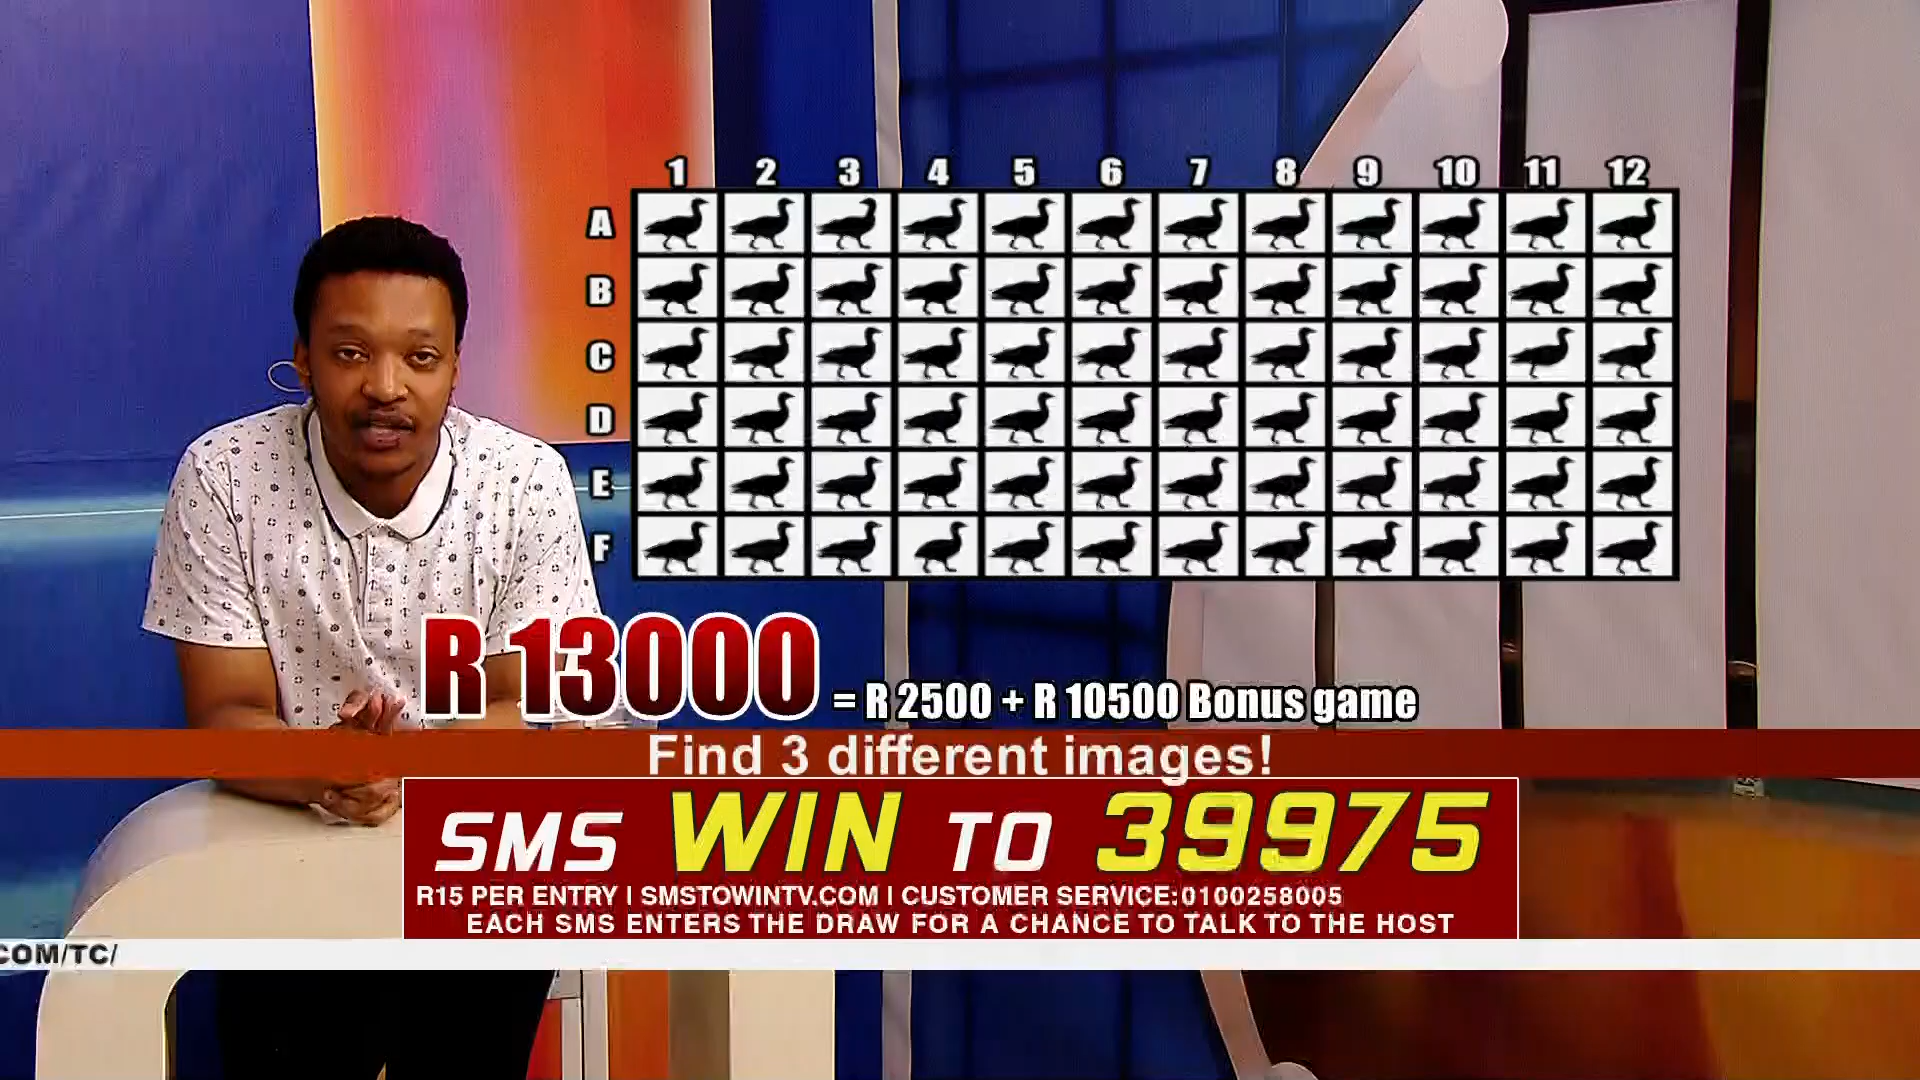 1 2 3 4 5 6 7 8 9 10 11 12
A
B
C
D
E
F
R 13000 = R 2500 + R 10500 Bonus game
Find 3 different images!
SMS WIN TO 39975
R15 PER ENTRY I SMSTOWINTV.COM I CUSTOMER SERVICE:0100258005
EACH SMS ENTERS THE DRAW FOR A CHANCE TO TALK TO THE HOST
COM/TC/